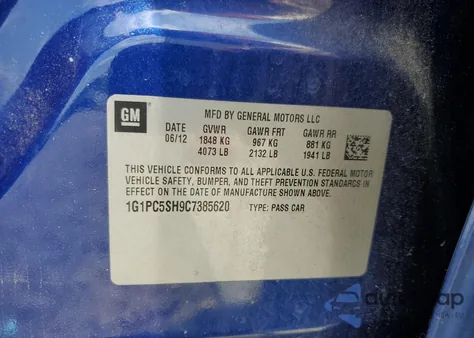 GM
MFD BY GENERAL MOTORS LLC
DATE GVWR GAWR FRT GAWR RR
06/12 1848 KG 967 KG 881 KG
4073 LB 2132 LB 1941 LB
THIS VEHICLE CONFORMS TO ALL APPLICABLE U.S. FEDERAL MOTOR
VEHICLE SAFETY, BUMPER, AND THEFT PREVENTION STANDARDS IN
EFFECT ON THE DATE OF MANUFACTURE SHOWN ABOVE.
1G1PC5SH9C7385620 TYPE: PASS CAR